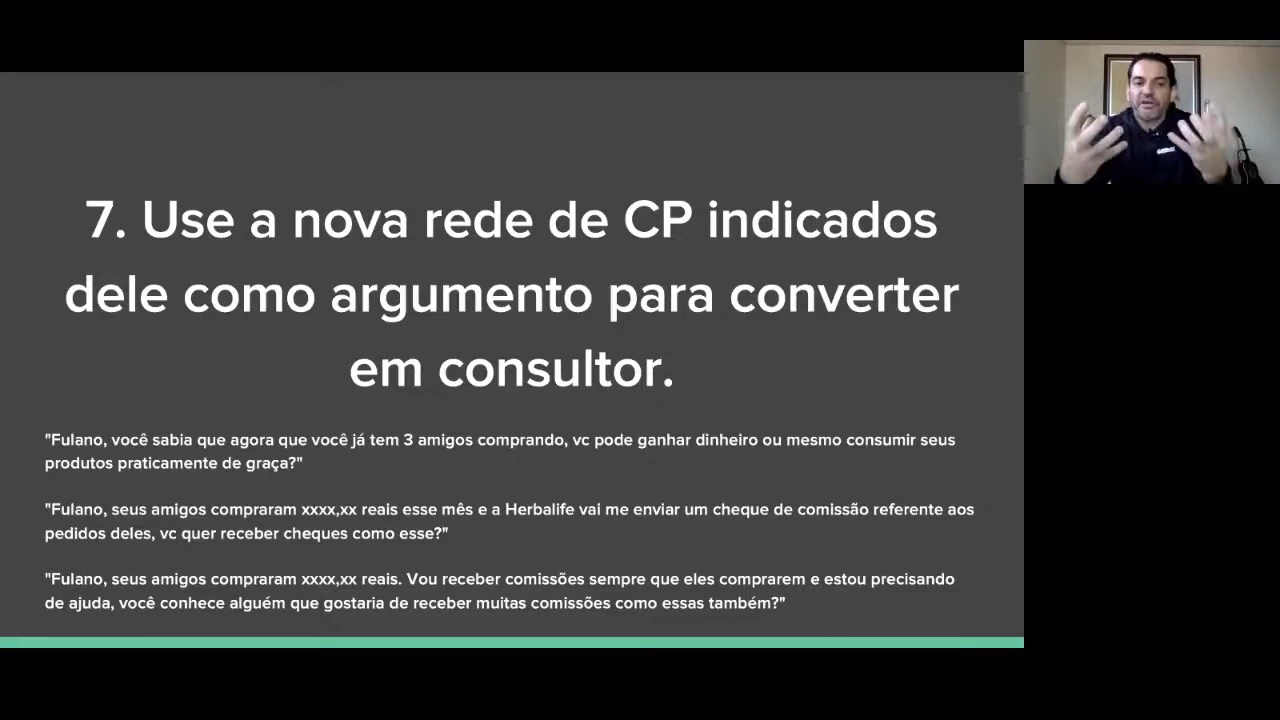 7. Use a nova rede de CP indicados
dele como argumento para converter
em consultor.
"Fulano, você sabia que agora que você já tem 3 amigos comprando, vc pode ganhar dinheiro ou mesmo consumir seus
produtos praticamente de graça?"
"Fulano, seus amigos compraram xxxx,xx reais esse mês e a Herbalife vai me enviar um cheque de comissão referente aos
pedidos deles, vc quer receber cheques como esse?"
"Fulano, seus amigos compraram xxxx,xx reais. Vou receber comissões sempre que eles comprarem e estou precisando
de ajuda, você conhece alguém que gostaria de receber muitas comissões como essas também?"